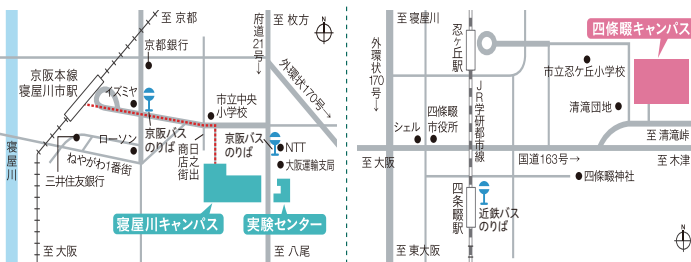 至 京都
京都銀行
府道21号→
至 枚方
N
外環状170号→
京阪本線
寝屋川市駅
イズミヤ
市立中央
小学校
京阪バス
のりば
ローソン
日之出
商店街
京阪バス
のりば
NTT
大阪運輸支局
寝屋川
ねやがわ1番街
三井住友銀行
寝屋川キャンパス
実験センター
至 大阪
至 八尾
至 寝屋川
忍ヶ丘駅
四條畷キャンパス
外環状170号→
市立忍ケ丘小学校
JR学研都市線
清滝団地
シェル
四條畷
市役所
至 清滝峠
至 大阪
国道163号→
至 木津
四條畷神社
四条畷駅
近鉄バス
のりば
至 東大阪
N